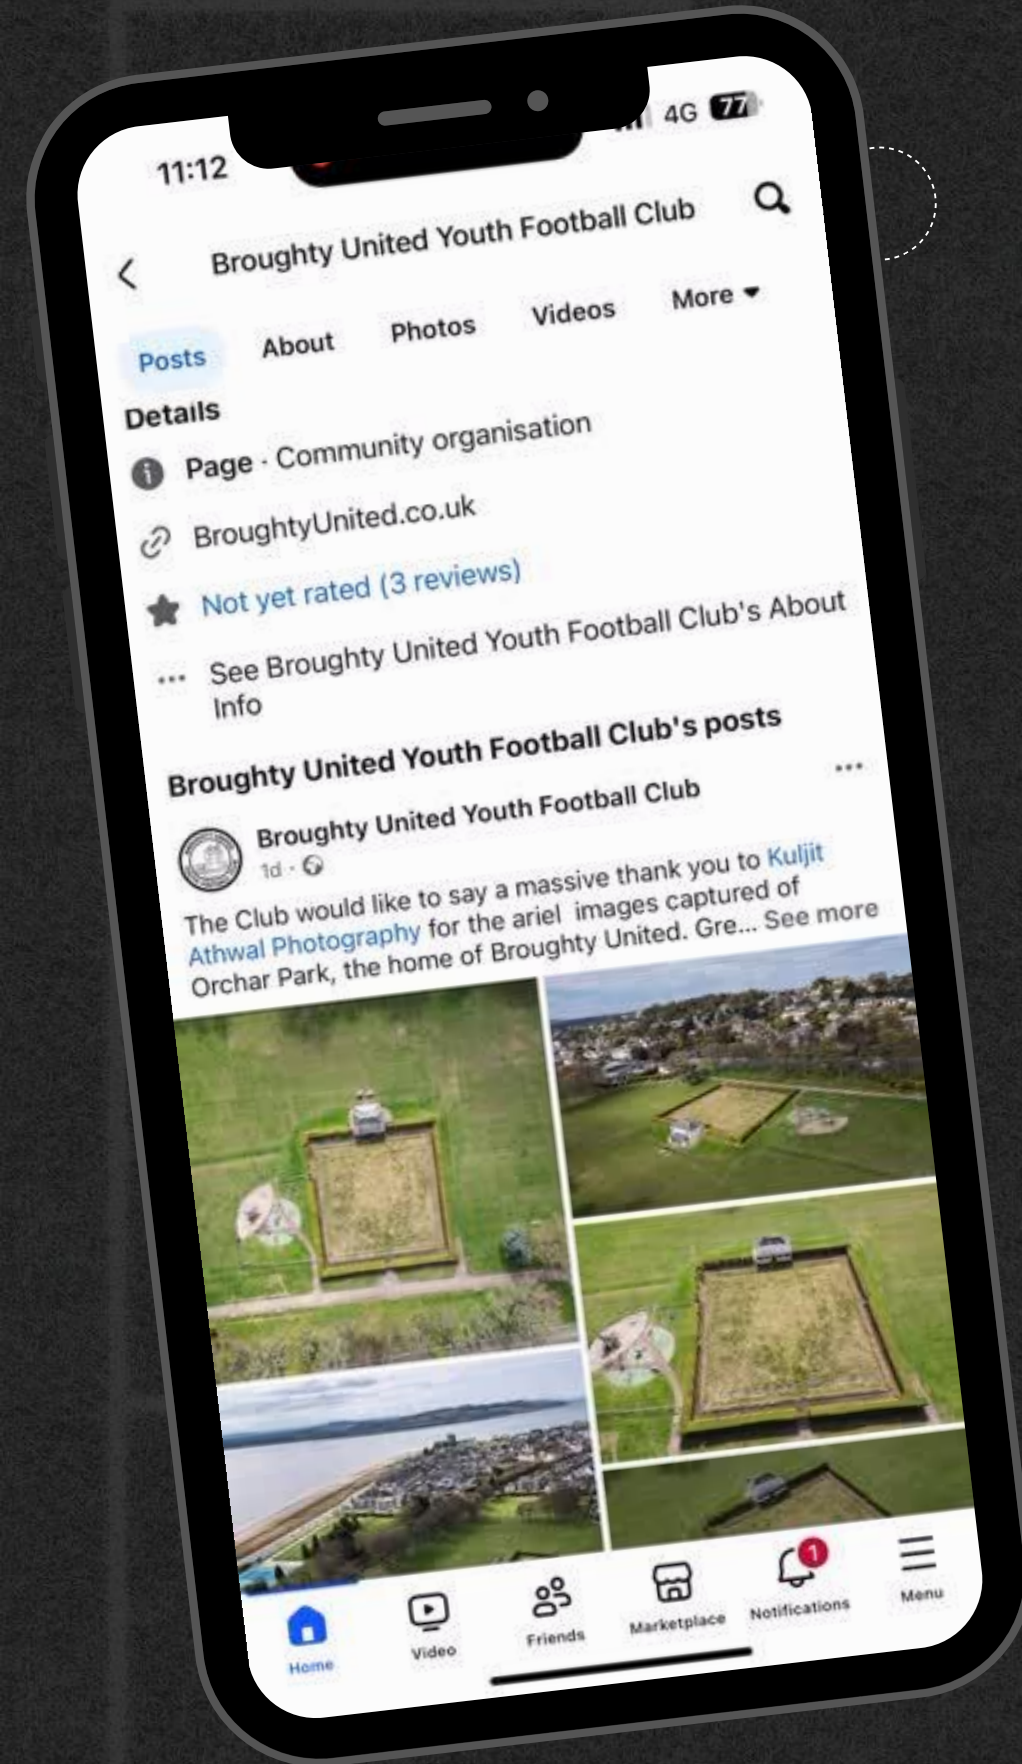 11:12
4G 77
Broughty United Youth Football Club
Posts About Photos Videos More
Details
Page · Community organisation
BroughtyUnited.co.uk
Not yet rated (3 reviews)
... See Broughty United Youth Football Club's About
Info
Broughty United Youth Football Club's posts
Broughty United Youth Football Club ...
1d ·
The Club would like to say a massive thank you to Kuljit
Athwal Photography for the ariel images captured of
Orchar Park, the home of Broughty United. Gre... See more
1
Home Video Friends Marketplace Notifications Menu